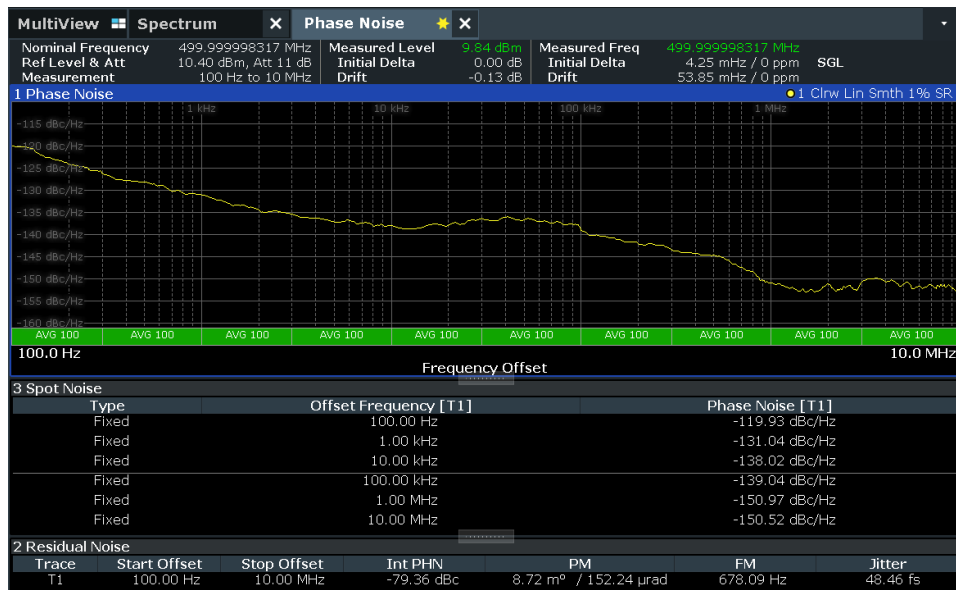 MultiView Spectrum X Phase Noise X
Nominal Frequency 499.999998317 MHz Measured Level 9.84 dBm Measured Freq 499.999998317 MHz
Ref Level & Att 10.40 dBm, Att 11 dB Initial Delta 0.00 dB Initial Delta 4.25 mHz / 0 ppm SGL
Measurement 100 Hz to 10 MHz Drift -0.13 dB Drift 53.85 mHz / 0 ppm
1 Phase Noise 1 Clrw Lin Smth 1% SR
1 kHz 10 kHz 100 kHz 1 MHz
-115 dBc/Hz
-120 dBc/Hz
-125 dBc/Hz
-130 dBc/Hz
-135 dBc/Hz
-140 dBc/Hz
-145 dBc/Hz
-150 dBc/Hz
-155 dBc/Hz
-160 dBc/Hz
AVG 100 AVG 100 AVG 100 AVG 100 AVG 100 AVG 100 AVG 100 AVG 100 AVG 100 AVG 100
100.0 Hz 10.0 MHz
Frequency Offset
3 Spot Noise
Type Offset Frequency [T1] Phase Noise [T1]
Fixed 100.00 Hz -119.93 dBc/Hz
Fixed 1.00 kHz -131.04 dBc/Hz
Fixed 10.00 kHz -138.02 dBc/Hz
Fixed 100.00 kHz -139.04 dBc/Hz
Fixed 1.00 MHz -150.97 dBc/Hz
Fixed 10.00 MHz -150.52 dBc/Hz
2 Residual Noise
Trace Start Offset Stop Offset Int PHN PM FM Jitter
T1 100.00 Hz 10.00 MHz -79.36 dBc 8.72 m° / 152.24 µrad 678.09 Hz 48.46 fs